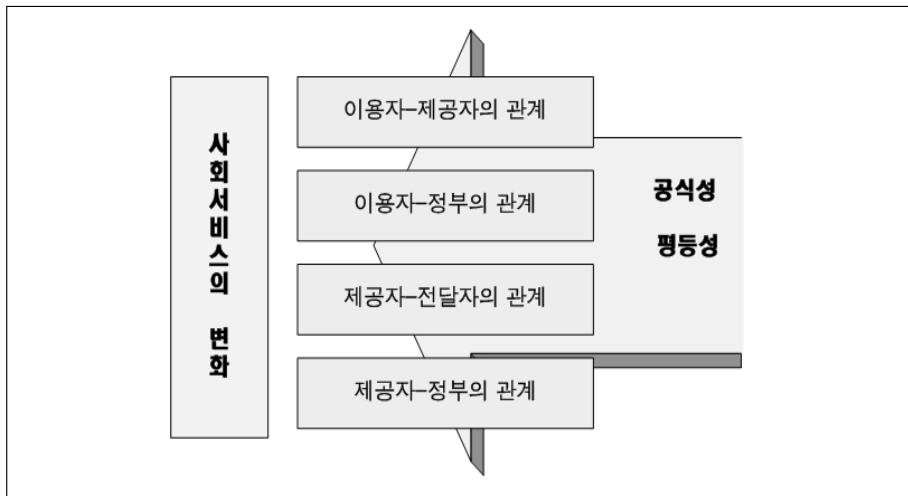 사회서비스의 변화
이용자–제공자의 관계
이용자–정부의 관계
제공자–전달자의 관계
제공자–정부의 관계
공식성
평등성